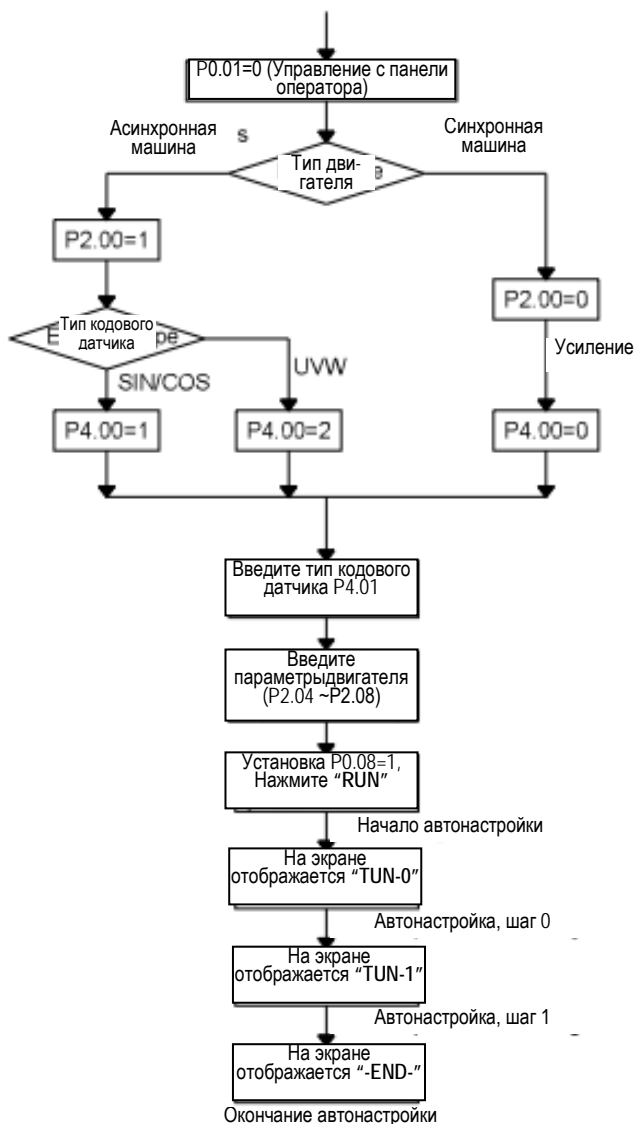 P0.01=0 (Управление с панели
оператора)
Асинхронная
машина
s
Синхронная
машина
Тип дви-
гателя
e
P2.00=1
P2.00=0
Тип кодового
датчика
E
pe
UVW
Усиление
SIN/COS
P4.00=1
P4.00=2
P4.00=0
Введите тип кодового
датчика P4.01
Введите
параметрыдвигателя
(P2.04 ~P2.08)
Установка P0.08=1,
Нажмите “RUN”
Начало автонастройки
На экране
отображается “TUN-0”
Автонастройка, шаг 0
На экране
отображается “TUN-1”
Автонастройка, шаг 1
На экране
отображается “-END-”
Окончание автонастройки